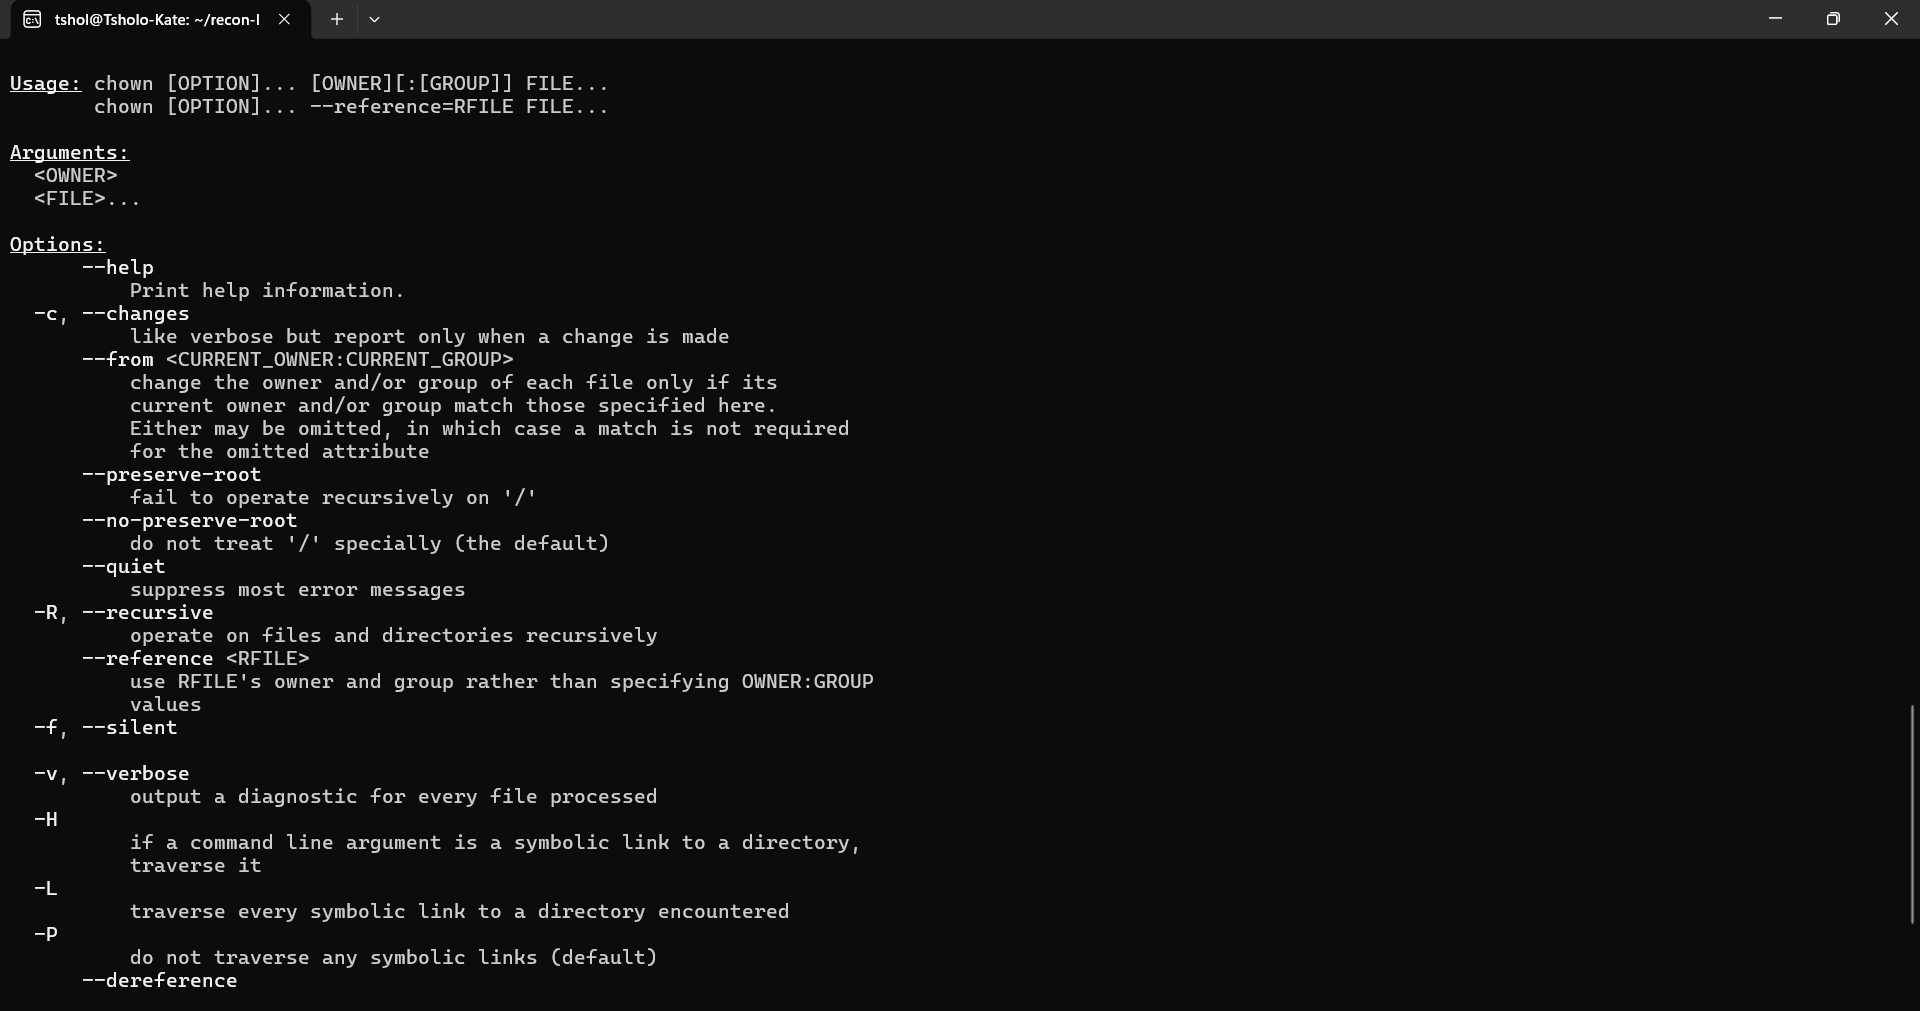 tshol@Tsholo-Kate: ~/recon-l
Usage: chown [OPTION]... [OWNER][:[GROUP]] FILE...
       chown [OPTION]... --reference=RFILE FILE...

Arguments:
  <OWNER>
  <FILE>...

Options:
      --help
          Print help information.
  -c, --changes
          like verbose but report only when a change is made
      --from <CURRENT_OWNER:CURRENT_GROUP>
          change the owner and/or group of each file only if its
          current owner and/or group match those specified here.
          Either may be omitted, in which case a match is not required
          for the omitted attribute
      --preserve-root
          fail to operate recursively on '/'
      --no-preserve-root
          do not treat '/' specially (the default)
      --quiet
          suppress most error messages
  -R, --recursive
          operate on files and directories recursively
      --reference <RFILE>
          use RFILE's owner and group rather than specifying OWNER:GROUP
          values
  -f, --silent

  -v, --verbose
          output a diagnostic for every file processed
  -H
          if a command line argument is a symbolic link to a directory,
          traverse it
  -L
          traverse every symbolic link to a directory encountered
  -P
          do not traverse any symbolic links (default)
      --dereference